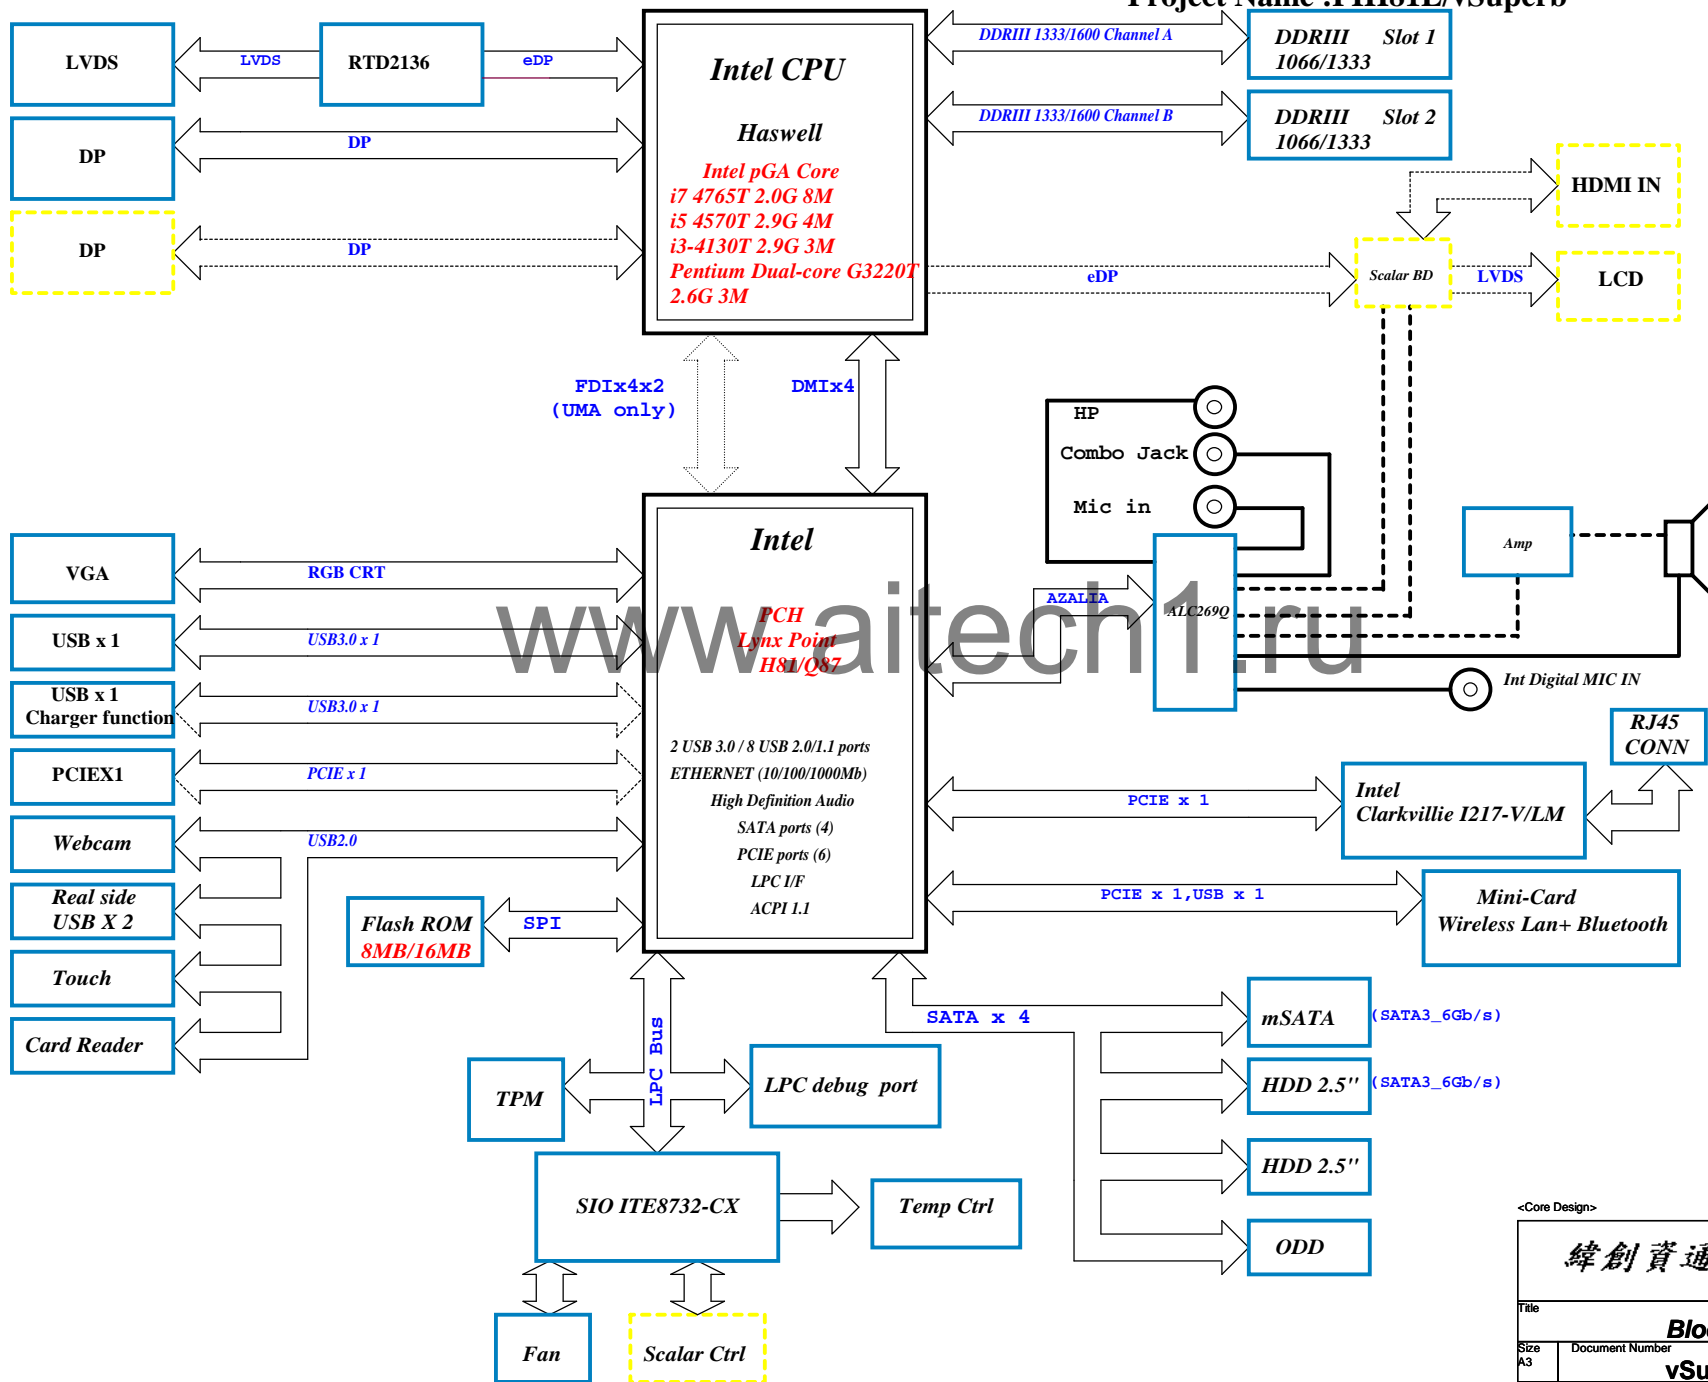 LVDS
LVDS
RTD2136
eDP
DP
DP
DP
DP
Intel CPU
Haswell
Intel pGA Core
i7 4765T 2.0G 8M
i5 4570T 2.9G 4M
i3-4130T 2.9G 3M
Pentium Dual-core G3220T
2.6G 3M
DDRIII 1333/1600 Channel A
DDRIII Slot 1
1066/1333
DDRIII 1333/1600 Channel B
DDRIII Slot 2
1066/1333
HDMI IN
eDP
Scalar BD
LVDS
LCD
FDIx4x2
(UMA only)
DMIx4
HP
Combo Jack
Mic in
Amp
AZALIA
ALC269Q
Int Digital MIC IN
VGA
RGB CRT
USB x 1
USB3.0 x 1
USB x 1
Charger function
USB3.0 x 1
PCIEX1
PCIE x 1
Webcam
USB2.0
Real side
USB X 2
Touch
Card Reader
Intel
PCH
Lynx Point
H81/Q87
2 USB 3.0 / 8 USB 2.0/1.1 ports
ETHERNET (10/100/1000Mb)
High Definition Audio
SATA ports (4)
PCIE ports (6)
LPC I/F
ACPI 1.1
www.aitech1.ru
RJ45
CONN
PCIE x 1
Intel
Clarkvillie I217-V/LM
PCIE x 1,USB x 1
Mini-Card
Wireless Lan+ Bluetooth
Flash ROM
8MB/16MB
SPI
LPC Bus
SATA x 4
mSATA
(SATA3_6Gb/s)
HDD 2.5"
(SATA3_6Gb/s)
HDD 2.5"
ODD
TPM
LPC debug port
SIO ITE8732-CX
Temp Ctrl
Fan
Scalar Ctrl
<Core Design>
緯創資通
Title
Size
A3
Document Number